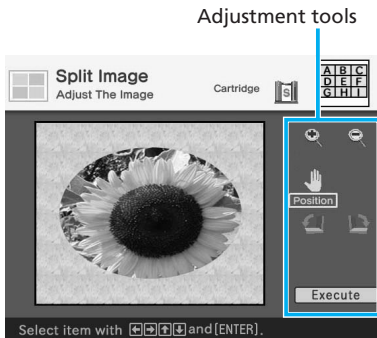 Adjustment tools
Split Image
Adjust The Image
Cartridge
S
A B C
D E F
G H I
Position
Execute
Select item with ←→↑↓ and [ENTER].